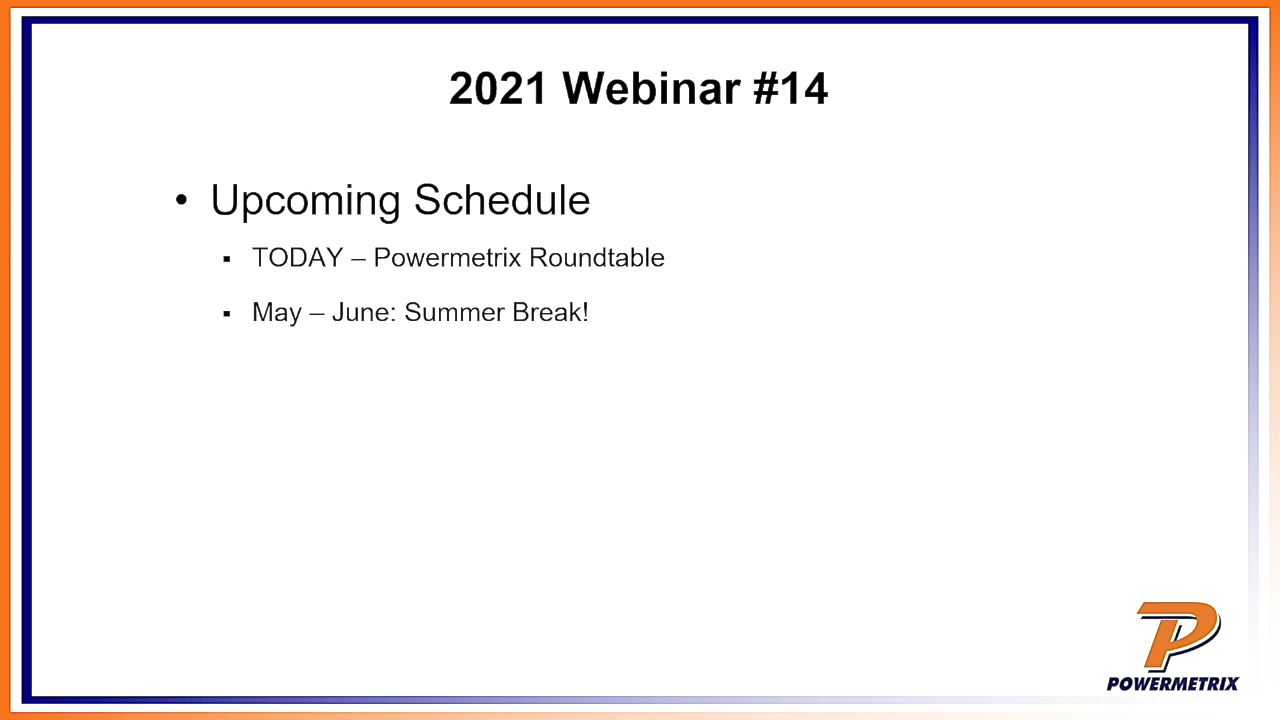 2021 Webinar #14
• Upcoming Schedule
▪ TODAY – Powermetrix Roundtable
▪ May – June: Summer Break!
POWERMETRIX